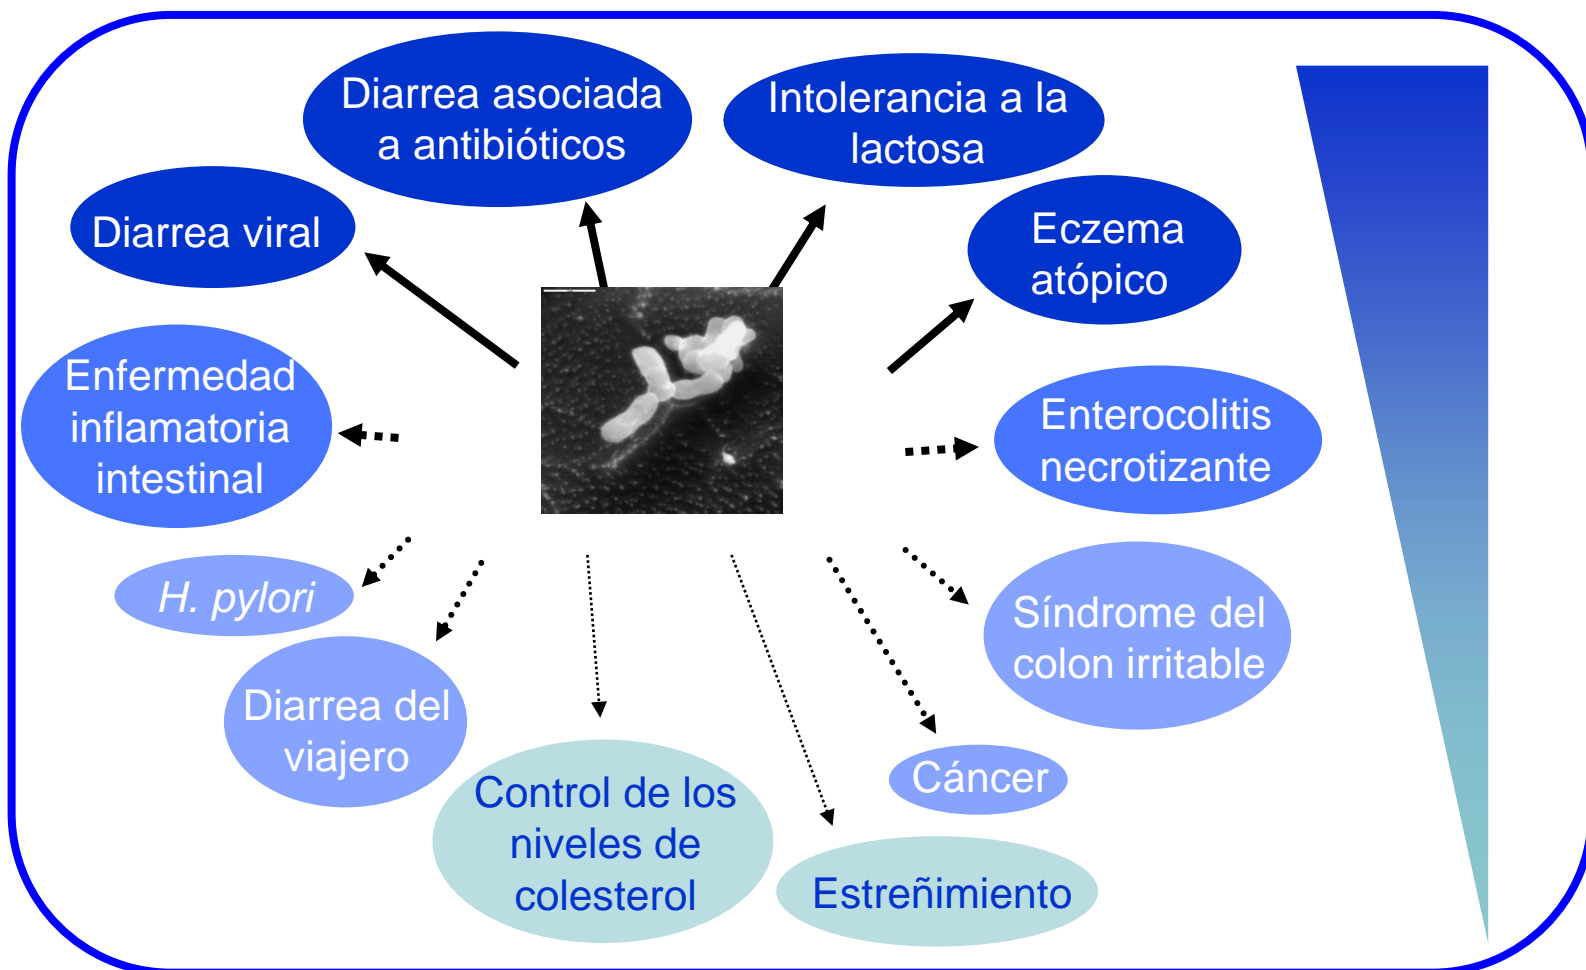 Diarrea asociada
a antibióticos
Intolerancia a la
lactosa
Diarrea viral
Eczema
atópico
Enfermedad
inflamatoria
intestinal
Enterocolitis
necrotizante
H. pylori
Síndrome del
colon irritable
Diarrea del
viajero
Cáncer
Control de los
niveles de
colesterol
Estreñimiento